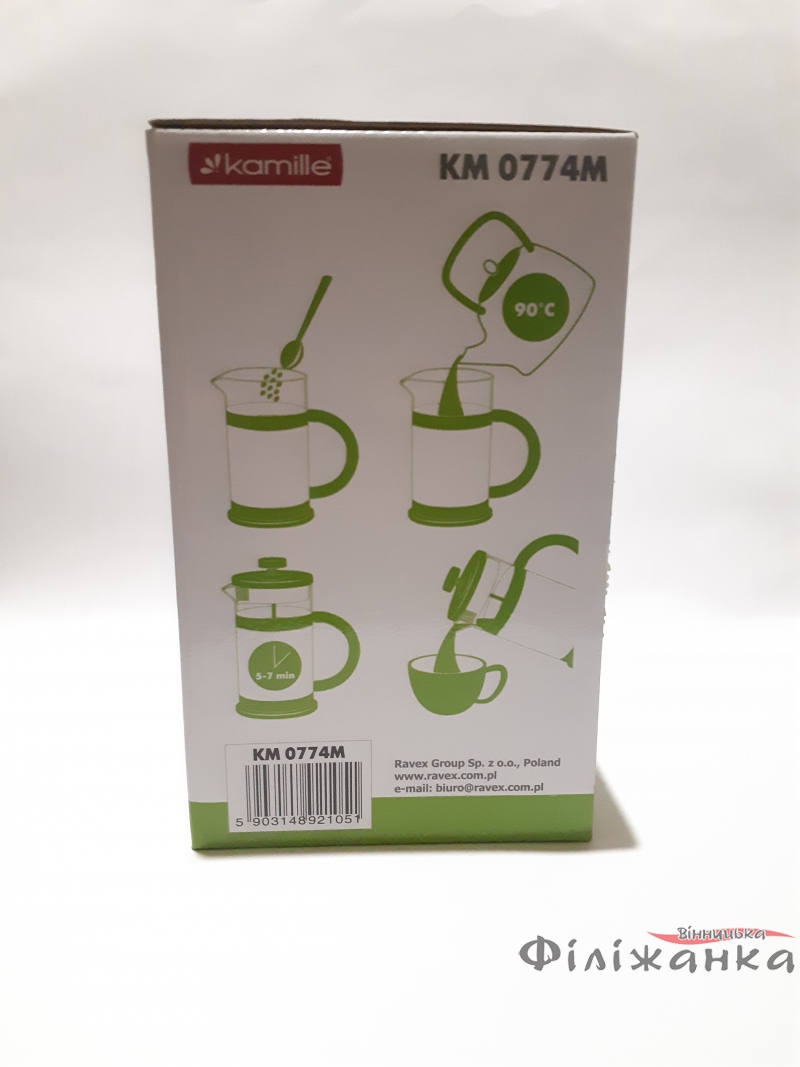 kamille
KM 0774M
90°C
5-7 min
KM 0774M
5 903148 921051
Ravex Group Sp. z o.o., Poland
www.ravex.com.pl
e-mail: biuro@ravex.com.pl
Вінницька
Філіжанка